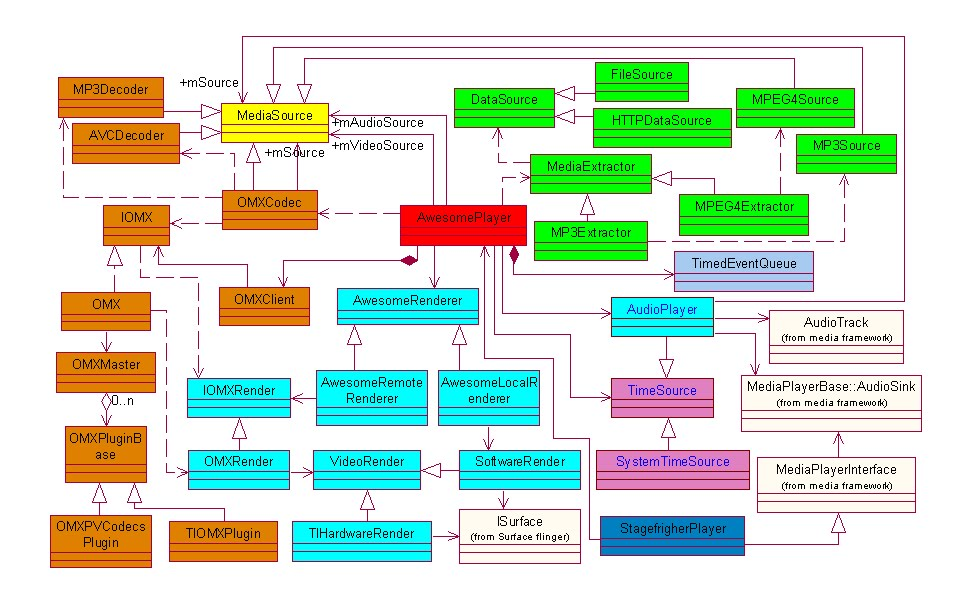 FileSource
MP3Decoder
+mSource
DataSource
MPEG4Source
MediaSource
+mAudioSource
HTTPDataSource
AVCDecoder
+mVideoSource
MP3Source
+mSource
MediaExtractor
OMXCodec
MPEG4Extractor
IOMX
AwesomePlayer
MP3Extractor
TimedEventQueue
OMX
OMXClient
AwesomeRenderer
AudioPlayer
AudioTrack
(from media framework)
OMXMaster
IOMXRender
AwesomeRemote
Renderer
AwesomeLocalR
enderer
TimeSource
MediaPlayerBase::AudioSink
(from media framework)
0..n
OMXPluginB
ase
OMXRender
VideoRender
SoftwareRender
SystemTimeSource
MediaPlayerInterface
(from media framework)
OMXPVCodecs
Plugin
TIOMXPlugin
TIHardwareRender
ISurface
(from Surface flinger)
StagefrigherPlayer